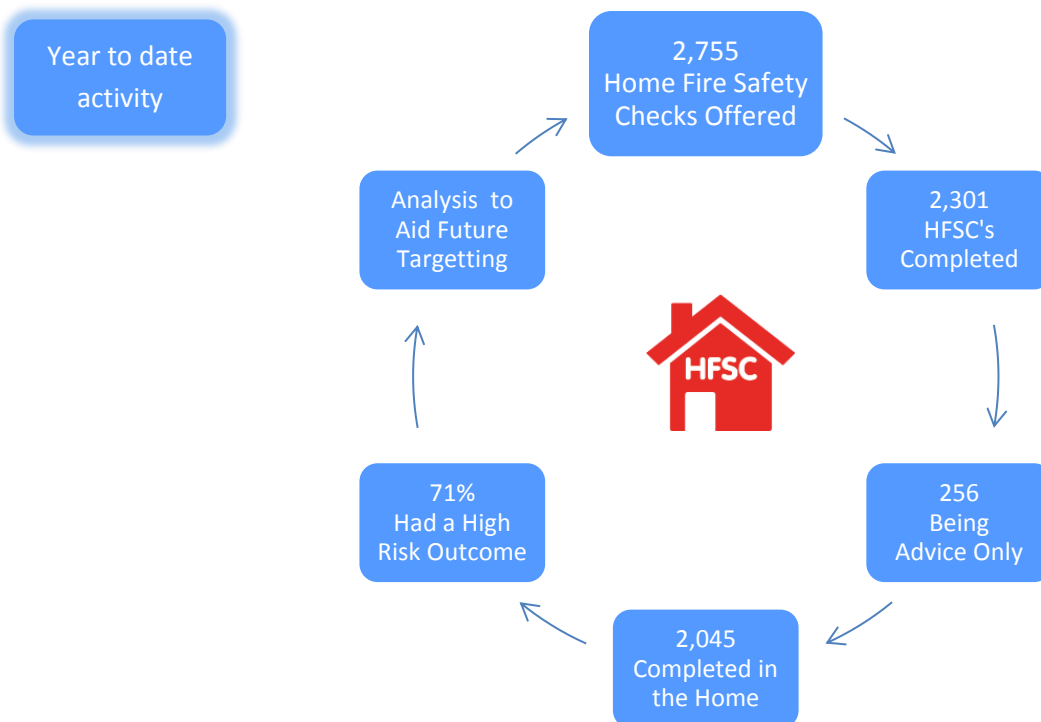 Year to date
activity
2,755
Home Fire Safety
Checks Offered
2,301
HFSC's
Completed
256
Being
Advice Only
2,045
Completed in
the Home
71%
Had a High
Risk Outcome
Analysis to
Aid Future
Targetting
HFSC